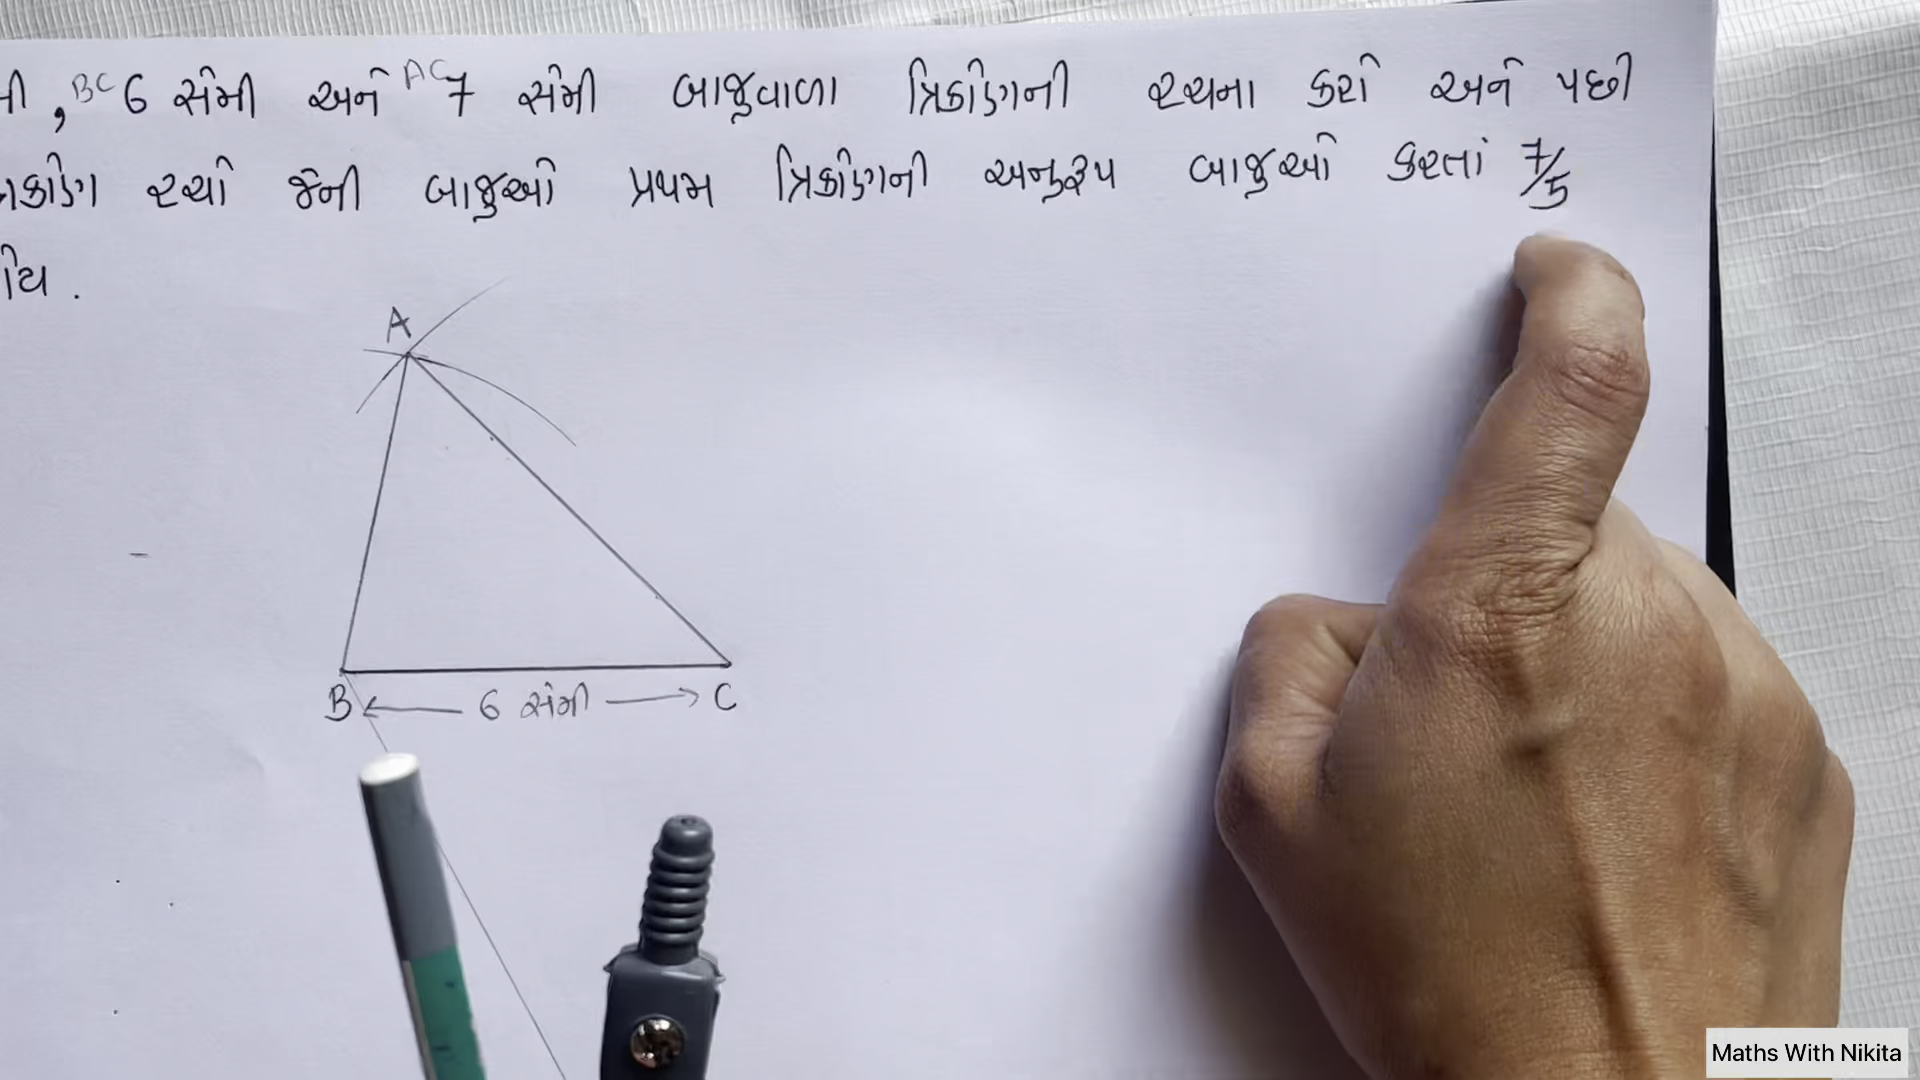 , BC 6 સેમી અને AC 7 સેમી બાજુવાળા ત્રિકોણની રચના કરો અને પછી
રચો જેની બાજુઓ પ્રથમ ત્રિકોણની અનુરૂપ બાજુઓ કરતાં 7/5
A
B ← 6 સેમી → C
Maths With Nikita